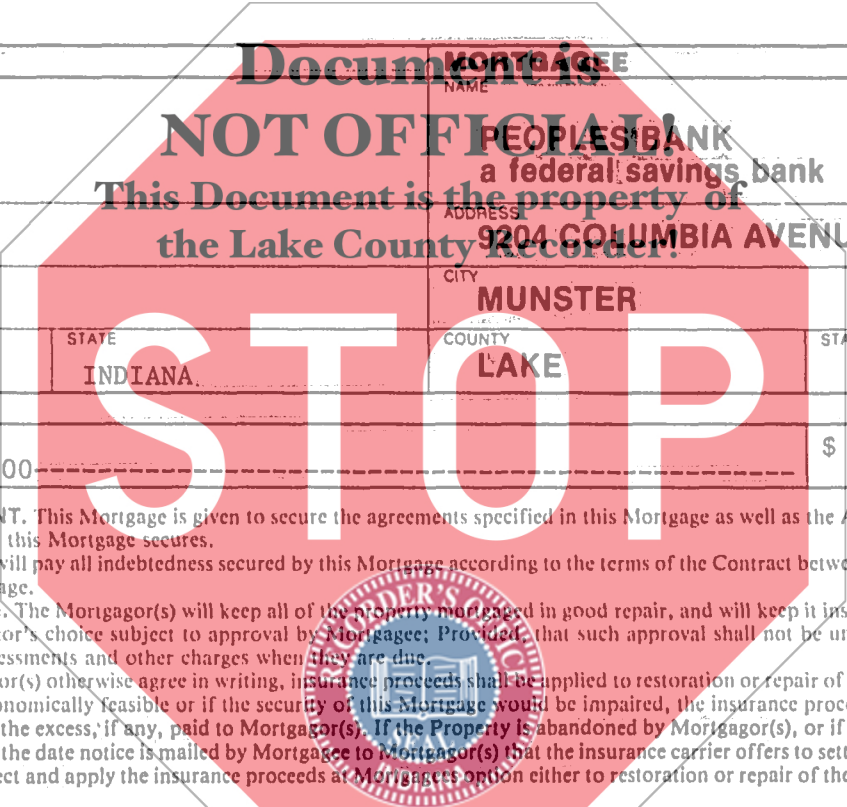 Document is
NOT OFFICIAL!
This Document is the property of
the Lake County Recorder!
STOP
MORTGAGEE
NAME
PEOPLES BANK
a federal savings bank
ADDRESS
9204 COLUMBIA AVENU
CITY
MUNSTER
STATE
INDIANA
COUNTY
LAKE
STA
00
$
NT. This Mortgage is given to secure the agreements specified in this Mortgage as well as the A
this Mortgage secures.
will pay all indebtedness secured by this Mortgage according to the terms of the Contract betwe
age.
. The Mortgagor(s) will keep all of the property mortgaged in good repair, and will keep it ins
or's choice subject to approval by Mortgagee; Provided, that such approval shall not be un
essments and other charges when they are due.
or(s) otherwise agree in writing, insurance proceeds shall be applied to restoration or repair of
onomically feasible or if the security of this Mortgage would be impaired, the insurance proc
the excess, if any, paid to Mortgagor(s). If the Property is abandoned by Mortgagor(s), or if
the date notice is mailed by Mortgagee to Mortgagor(s) that the insurance carrier offers to sett
ect and apply the insurance proceeds at Mortgagees option either to restoration or repair of the
RECORDER'S OFFICE